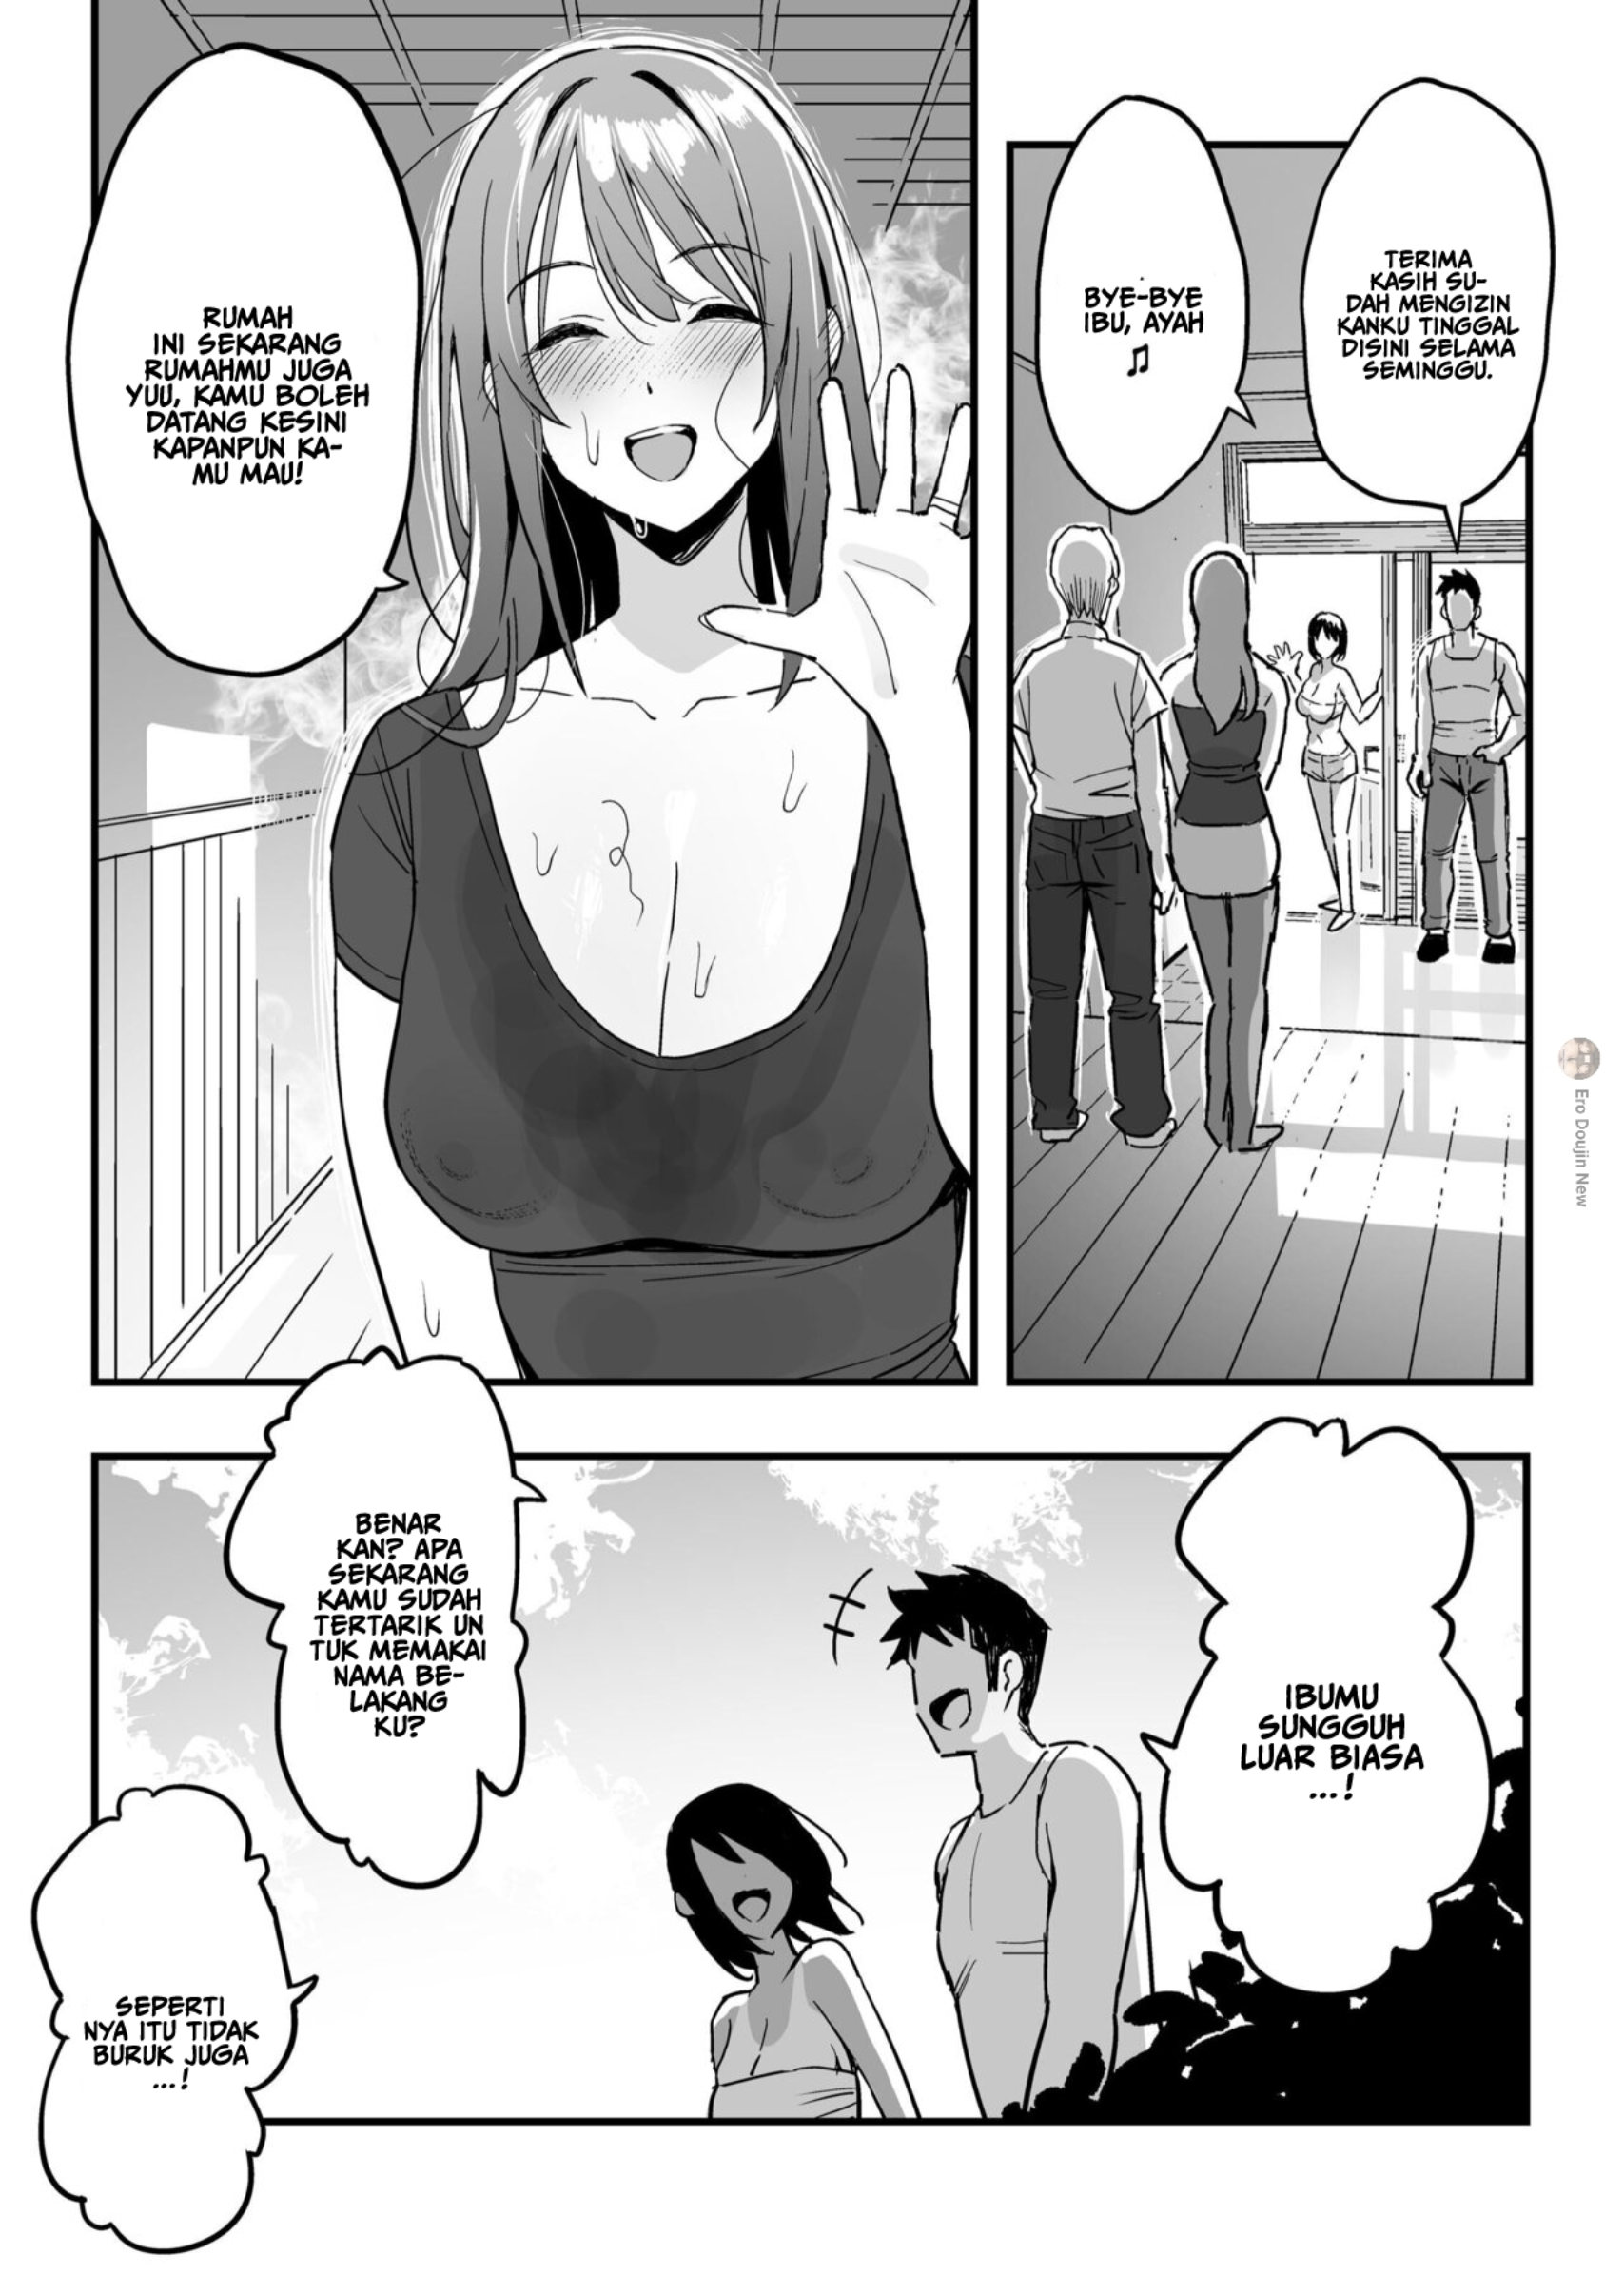 TERIMA
KASIH SU-
DAH MENGIZIN
KANKU TINGGAL
DISINI SELAMA
SEMINGGU.
BYE-BYE
IBU, AYAH
♫
RUMAH
INI SEKARANG
RUMAHMU JUGA
YUU, KAMU BOLEH
DATANG KESINI
KAPANPUN KA-
MU MAU!
IBUMU
SUNGGUH
LUAR BIASA
...!
BENAR
KAN? APA
SEKARANG
KAMU SUDAH
TERTARIK UN
TUK MEMAKAI
NAMA BE-
LAKANG
KU?
SEPERTI
NYA ITU TIDAK
BURUK JUGA
...!
Ero Doujin New